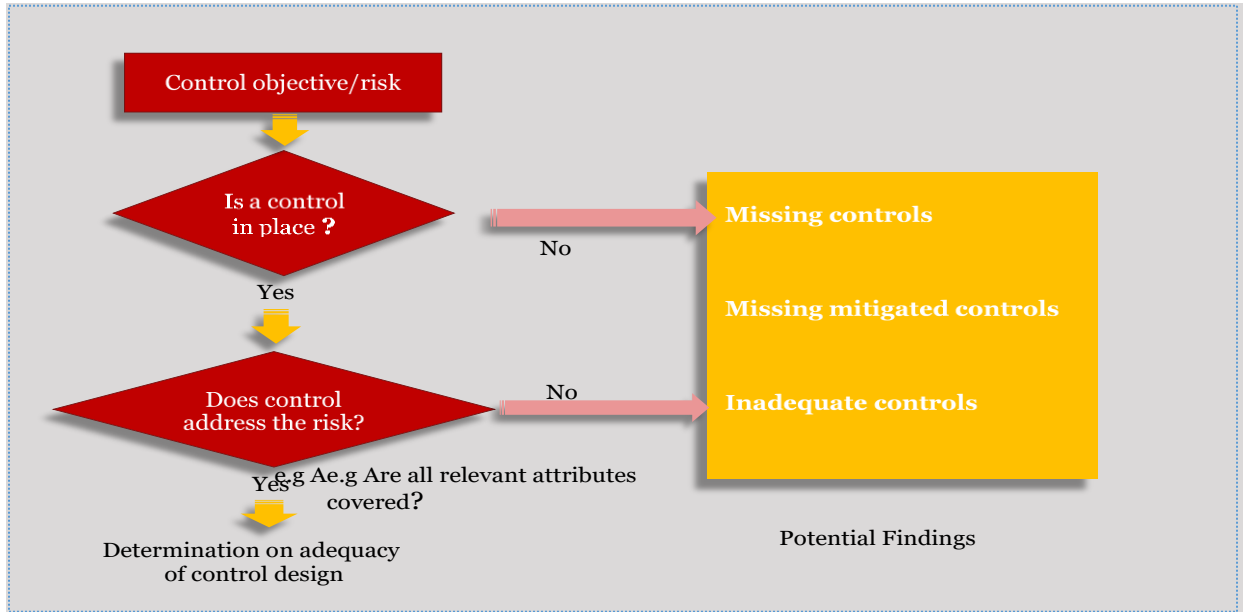 Control objective/risk
Is a control
in place ?
No
Missing controls
Missing mitigated controls
Yes
Does control
address the risk?
No
Inadequate controls
Yes
e.g Ae.g Are all relevant attributes
covered?
Determination on adequacy
of control design
Potential Findings